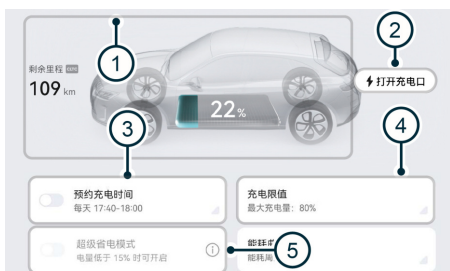 1
2
剩余里程 CLTC
109 km
22%
打开充电口
3
4
预约充电时间
每天 17:40-18:00
充电限值
最大充电量：80%
超级省电模式
电量低于 15% 时可开启
5
能耗
能耗